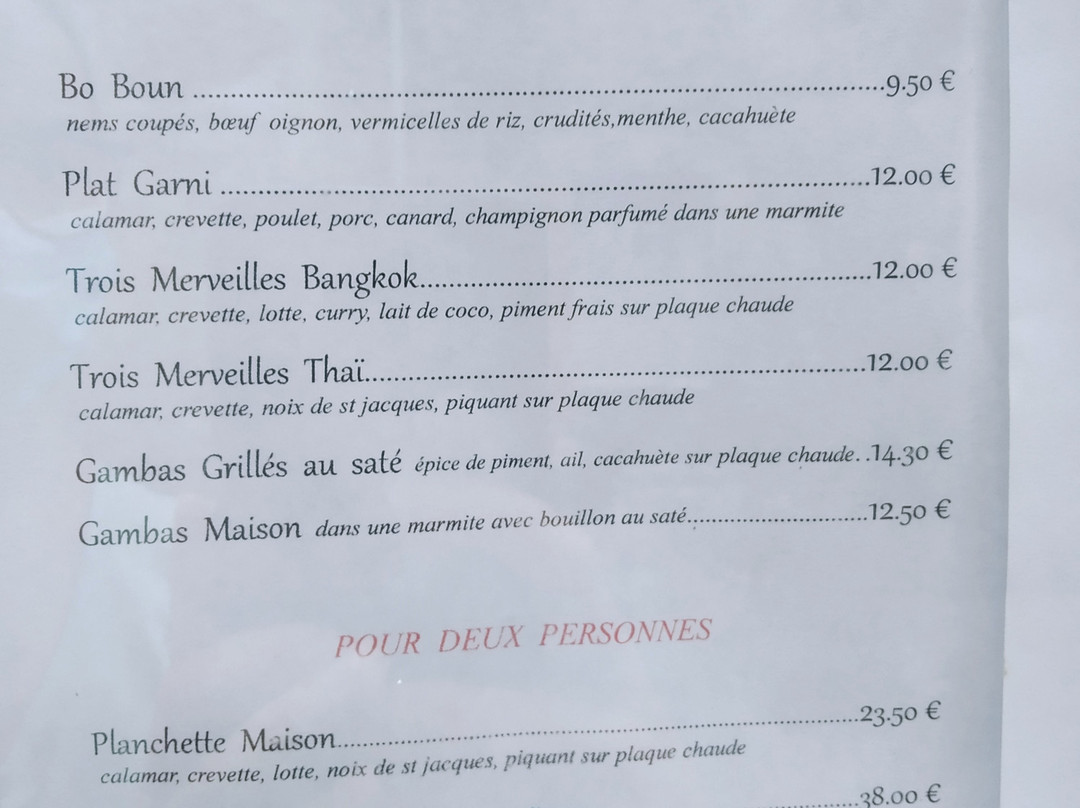 Bo Boun ........................................................................................9.50 €
nems coupés, bœuf oignon, vermicelles de riz, crudités,menthe, cacahuète
Plat Garni .....................................................................................12.00 €
calamar, crevette, poulet, porc, canard, champignon parfumé dans une marmite
Trois Merveilles Bangkok..........................................................12.00 €
calamar, crevette, lotte, curry, lait de coco, piment frais sur plaque chaude
Trois Merveilles Thaï................................................................12.00 €
calamar, crevette, noix de st jacques, piquant sur plaque chaude
Gambas Grillés au saté épice de piment, ail, cacahuète sur plaque chaude. .14.30 €
Gambas Maison dans une marmite avec bouillon au saté..........................12.50 €
POUR DEUX PERSONNES
Planchette Maison....................................................................23.50 €
calamar, crevette, lotte, noix de st jacques, piquant sur plaque chaude
38.00 €